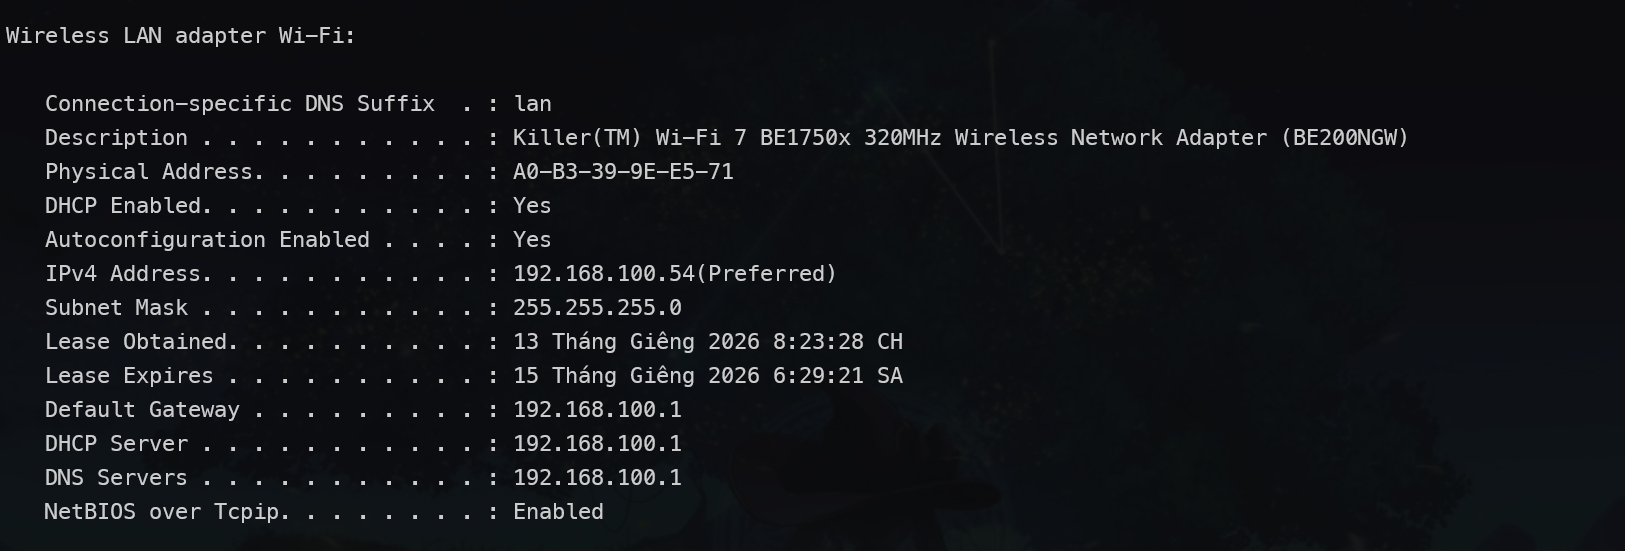 Wireless LAN adapter Wi-Fi:
Connection-specific DNS Suffix  . : lan
Description . . . . . . . . . . . : Killer(TM) Wi-Fi 7 BE1750x 320MHz Wireless Network Adapter (BE200NGW)
Physical Address. . . . . . . . . : A0-B3-39-9E-E5-71
DHCP Enabled. . . . . . . . . . . : Yes
Autoconfiguration Enabled . . . . : Yes
IPv4 Address. . . . . . . . . . . : 192.168.100.54(Preferred)
Subnet Mask . . . . . . . . . . . : 255.255.255.0
Lease Obtained. . . . . . . . . . : 13 Tháng Giêng 2026 8:23:28 CH
Lease Expires . . . . . . . . . . : 15 Tháng Giêng 2026 6:29:21 SA
Default Gateway . . . . . . . . . : 192.168.100.1
DHCP Server . . . . . . . . . . . : 192.168.100.1
DNS Servers . . . . . . . . . . . : 192.168.100.1
NetBIOS over Tcpip. . . . . . . . : Enabled